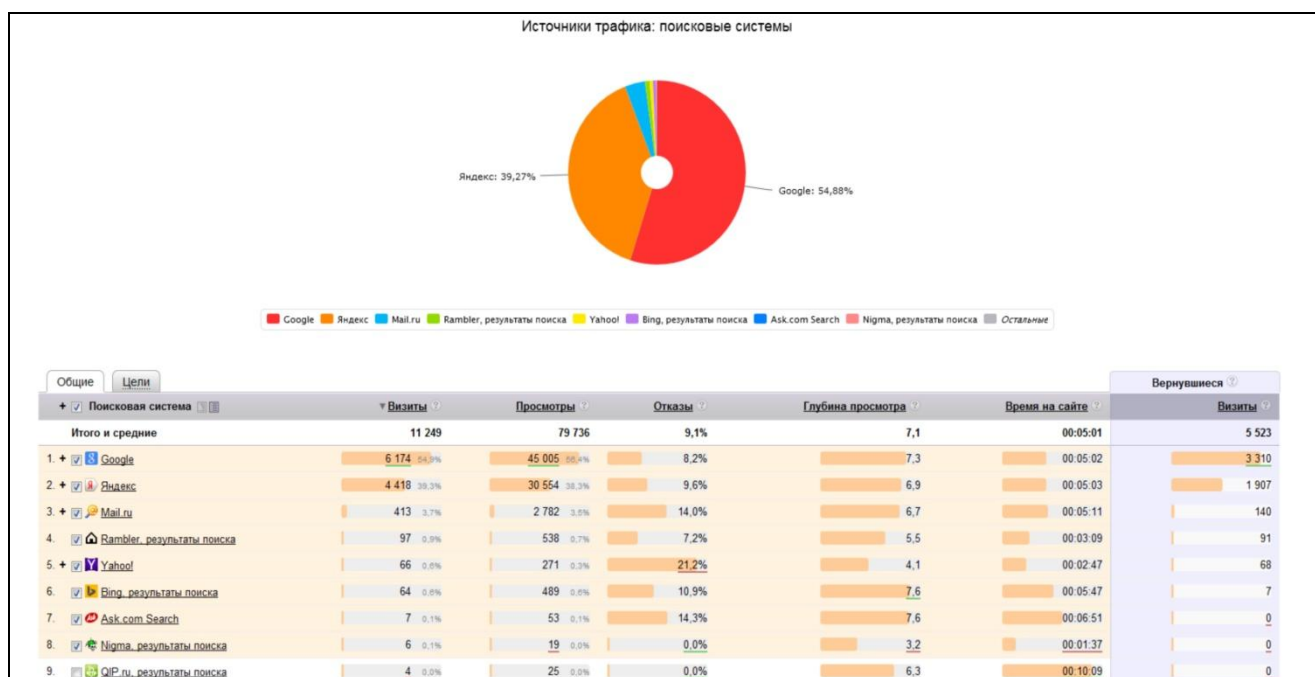 Источники трафика: поисковые системы
Яндекс: 39,27%
Google: 54,88%
Google Яндекс Mail.ru Rambler, результаты поиска Yahoo! Bing, результаты поиска Ask.com Search Nigma, результаты поиска Остальные
Общие Цели Вернувшиеся
Поисковая система Визиты Просмотры Отказы Глубина просмотра Время на сайте Визиты
Итого и средние 11 249 79 736 9,1% 7,1 00:05:01 5 523
1. + Google 6 174 54,9% 45 005 56,4% 8,2% 7,3 00:05:02 3 310
2. + Яндекс 4 418 39,3% 30 554 38,3% 9,6% 6,9 00:05:03 1 907
3. + Mail.ru 413 3,7% 2 782 3,5% 14,0% 6,7 00:05:11 140
4. Rambler, результаты поиска 97 0,9% 538 0,7% 7,2% 5,5 00:03:09 91
5. + Yahoo! 66 0,6% 271 0,3% 21,2% 4,1 00:02:47 68
6. Bing, результаты поиска 64 0,6% 489 0,6% 10,9% 7,6 00:05:47 7
7. Ask.com Search 7 0,1% 53 0,1% 14,3% 7,6 00:06:51 0
8. Nigma, результаты поиска 6 0,1% 19 0,0% 0,0% 3,2 00:01:37 0
9. QIP.ru, результаты поиска 4 0,0% 25 0,0% 0,0% 6,3 00:10:09 0